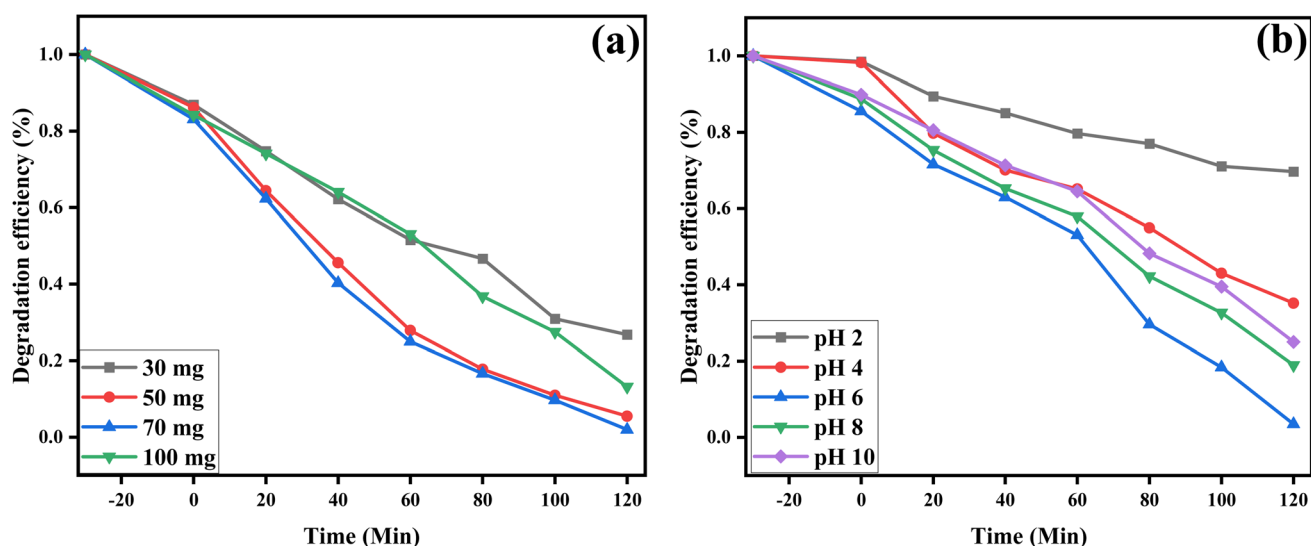 (a)
Degradation efficiency (%)
1.0
0.8
0.6
0.4
0.2
0.0
30 mg
50 mg
70 mg
100 mg
-20 0 20 40 60 80 100 120
Time (Min)
(b)
Degradation efficiency (%)
1.0
0.8
0.6
0.4
0.2
0.0
pH 2
pH 4
pH 6
pH 8
pH 10
-20 0 20 40 60 80 100 120
Time (Min)